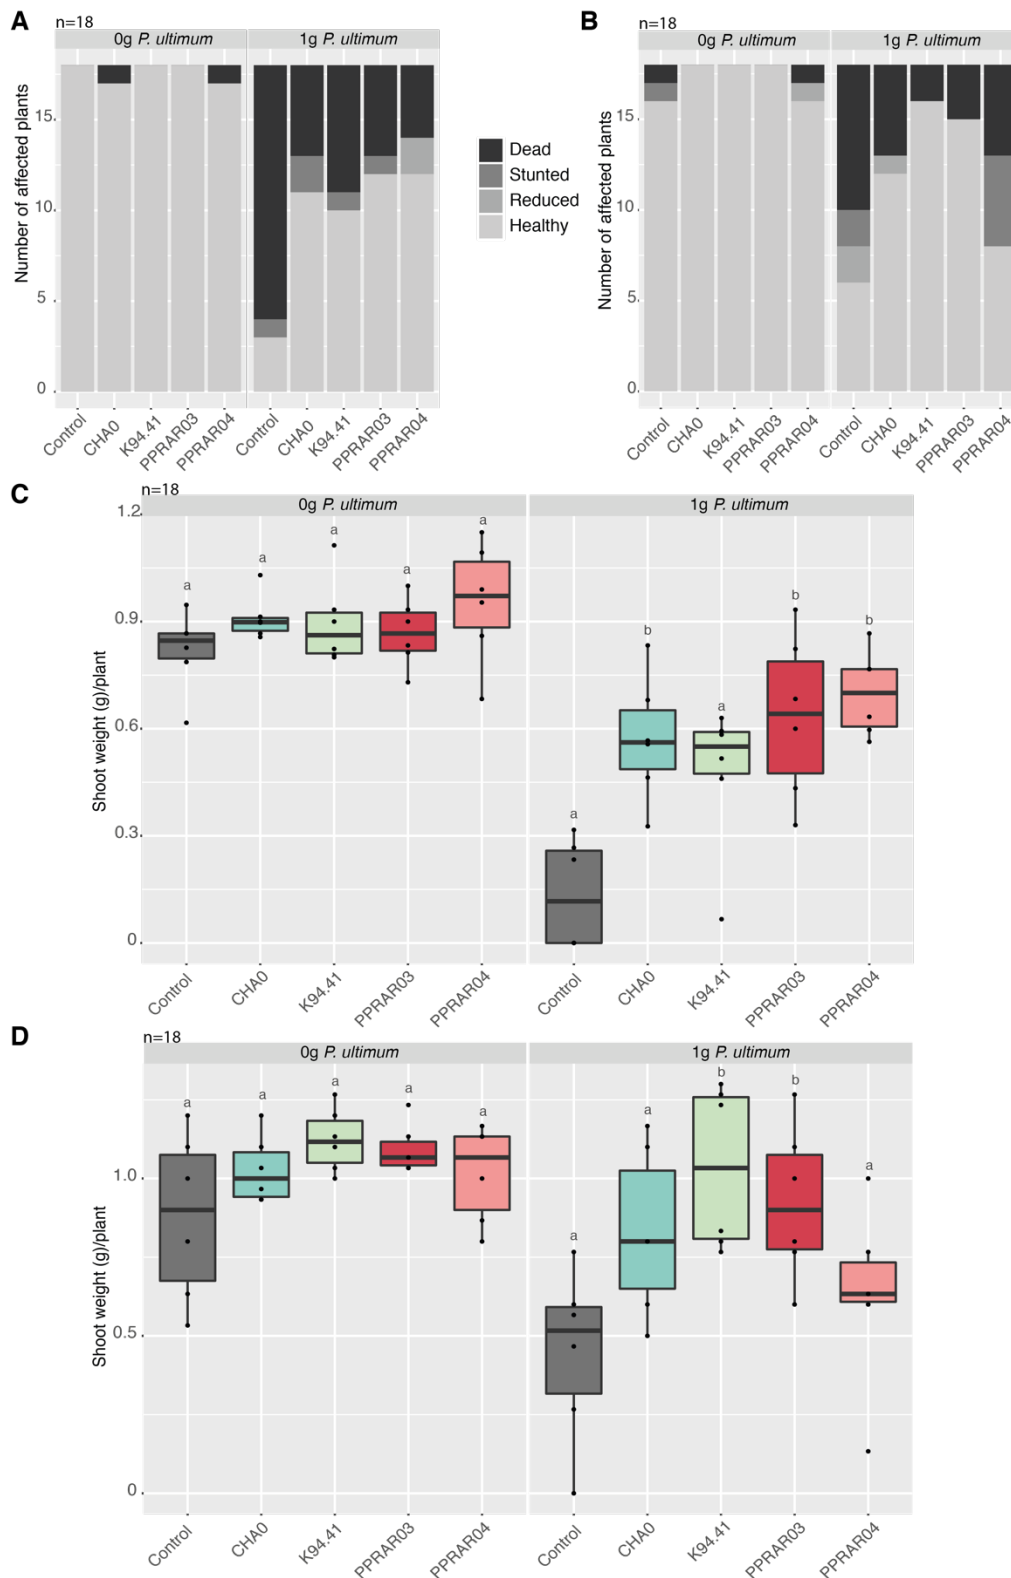 A
n=18
0g P. ultimum
1g P. ultimum
Number of affected plants
15
10
5
0
Control
CHA0
K94.41
PPRAR03
PPRAR04
Control
CHA0
K94.41
PPRAR03
PPRAR04
Dead
Stunted
Reduced
Healthy
B
n=18
0g P. ultimum
1g P. ultimum
Number of affected plants
15
10
5
0
Control
CHA0
K94.41
PPRAR03
PPRAR04
Control
CHA0
K94.41
PPRAR03
PPRAR04
C
n=18
0g P. ultimum
1g P. ultimum
Shoot weight (g)/plant
1.2
0.9
0.6
0.3
0
a
a
a
a
a
a
b
a
b
b
Control
CHA0
K94.41
PPRAR03
PPRAR04
Control
CHA0
K94.41
PPRAR03
PPRAR04
D
n=18
0g P. ultimum
1g P. ultimum
Shoot weight (g)/plant
1.0
0.5
0
a
a
a
a
a
a
a
b
b
a
Control
CHA0
K94.41
PPRAR03
PPRAR04
Control
CHA0
K94.41
PPRAR03
PPRAR04